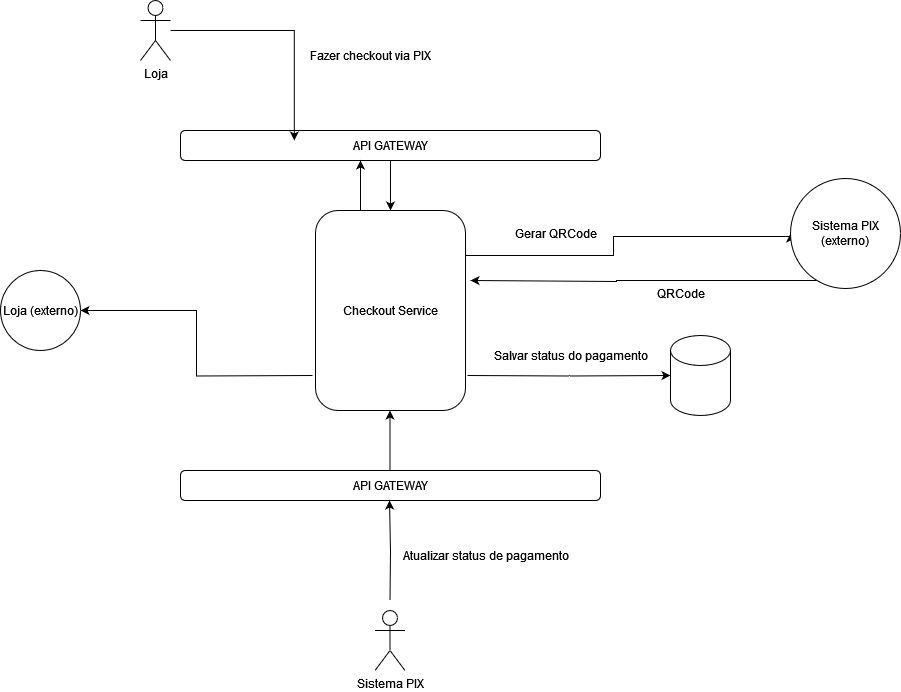 Loja
Fazer checkout via PIX
API GATEWAY
Gerar QRCode
Sistema PIX
(externo)
QRCode
Loja (externo)
Checkout Service
Salvar status do pagamento
API GATEWAY
Atualizar status de pagamento
Sistema PIX